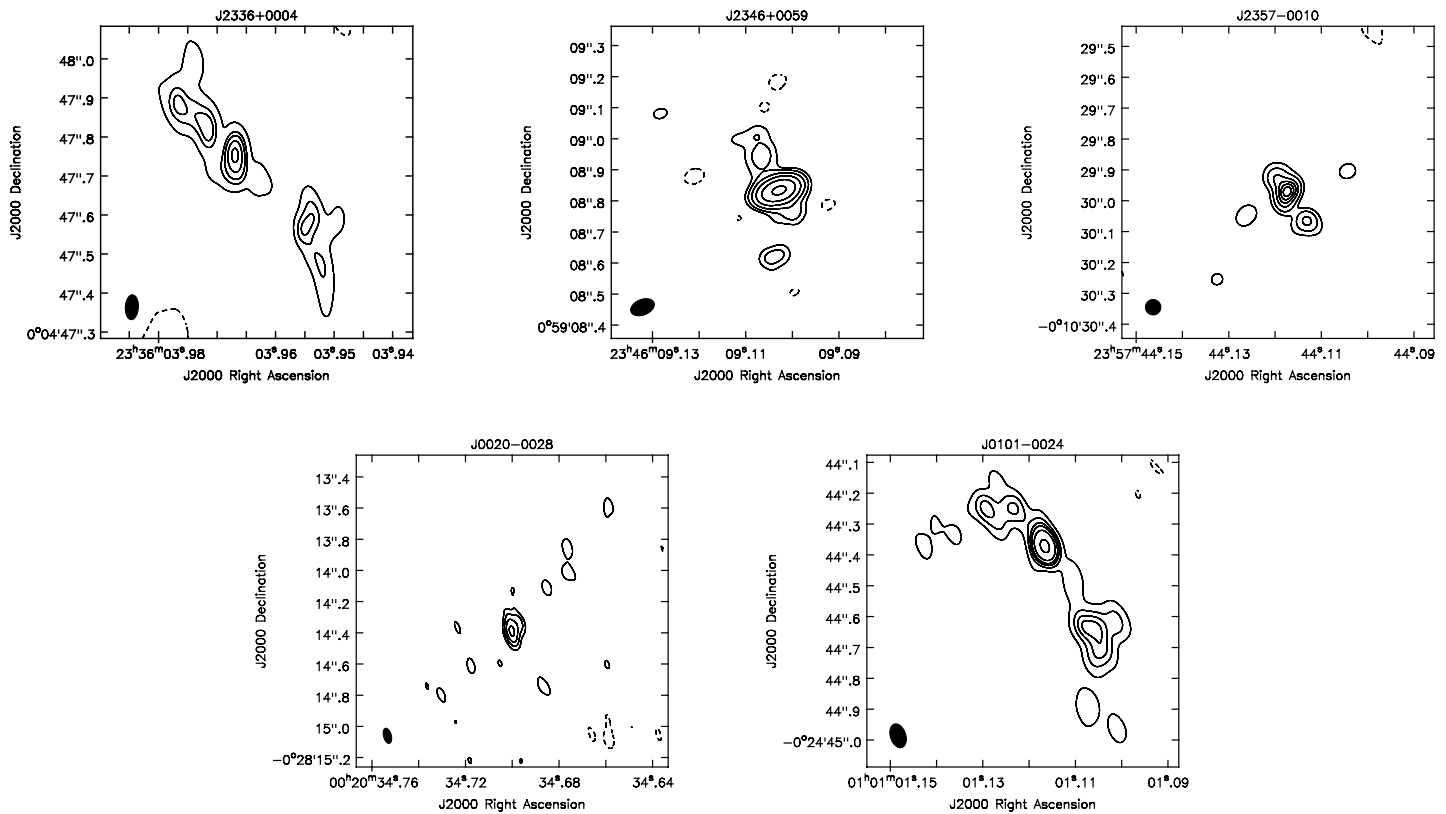 J2336+0004
48".0
47".9
47".8
47".7
47".6
47".5
47".4
0°04'47".3
23ʰ36ᵐ03ˢ.98
03ˢ.96
03ˢ.95
03ˢ.94
J2000 Right Ascension
J2000 Declination
J2346+0059
09".3
09".2
09".1
09".0
08".9
08".8
08".7
08".6
08".5
0°59'08".4
23ʰ46ᵐ09ˢ.13
09ˢ.11
09ˢ.09
J2000 Right Ascension
J2000 Declination
J2357-0010
29".5
29".6
29".7
29".8
29".9
30".0
30".1
30".2
30".3
-0°10'30".4
23ʰ57ᵐ44ˢ.15
44ˢ.13
44ˢ.11
44ˢ.09
J2000 Right Ascension
J2000 Declination
J0020-0028
13".4
13".6
13".8
14".0
14".2
14".4
14".6
14".8
15".0
-0°28'15".2
00ʰ20ᵐ34ˢ.76
34ˢ.72
34ˢ.68
34ˢ.64
J2000 Right Ascension
J2000 Declination
J0101-0024
44".1
44".2
44".3
44".4
44".5
44".6
44".7
44".8
44".9
-0°24'45".0
01ʰ01ᵐ01ˢ.15
01ˢ.13
01ˢ.11
01ˢ.09
01ˢ.08
J2000 Right Ascension
J2000 Declination